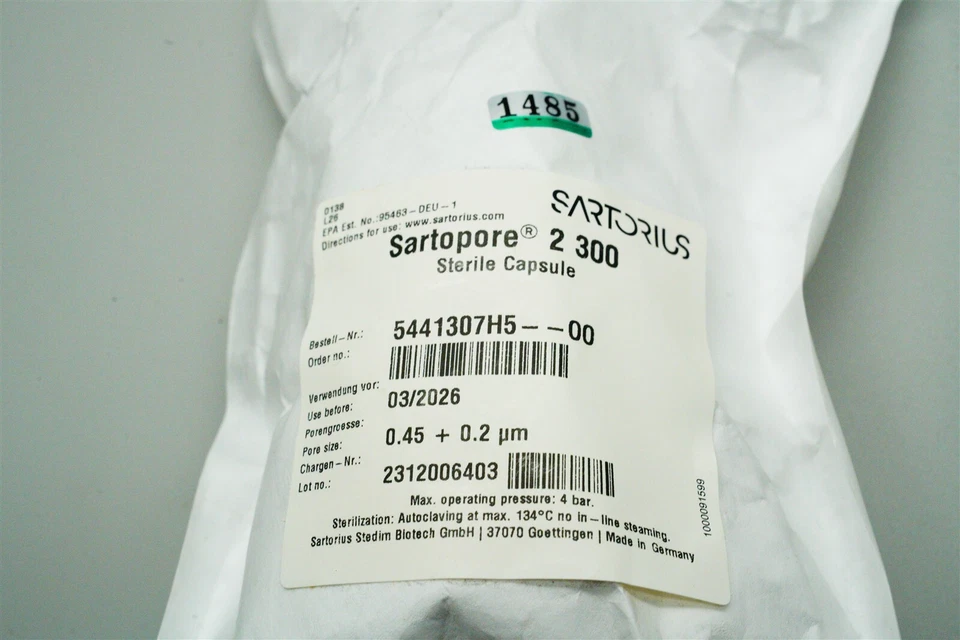 1485
SARTORIUS
0138
L26
EPA Est. No.:95463-DEU-1
Directions for use: www.sartorius.com
Sartopore® 2 300
Sterile Capsule
Bestell-Nr.: 5441307H5--00
Order no.:
Verwendung vor: 03/2026
Use before:
Porengroesse: 0.45 + 0.2 µm
Pore size:
Chargen-Nr.: 2312006403
Lot no.:
Max. operating pressure: 4 bar.
Sterilization: Autoclaving at max. 134°C no in-line steaming.
Sartorius Stedim Biotech GmbH | 37070 Goettingen | Made in Germany
1000091599